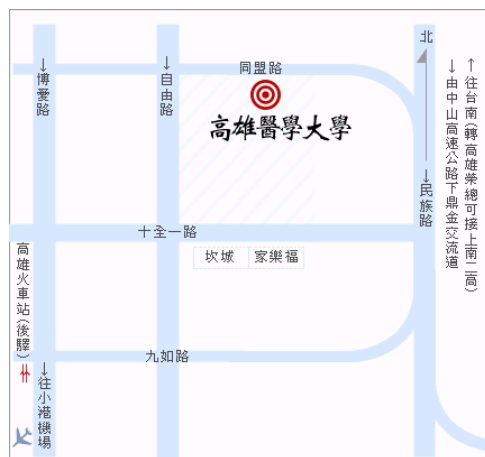 同盟路
北
↓博愛路
↓自由路
高雄醫學大學
↓民族路
↓由中山高速公路下鼎金交流道
↑往台南(轉高雄榮總可接上南二高)
十全一路
坎城
家樂福
高雄火車站(後驛)
九如路
↓往小港機場